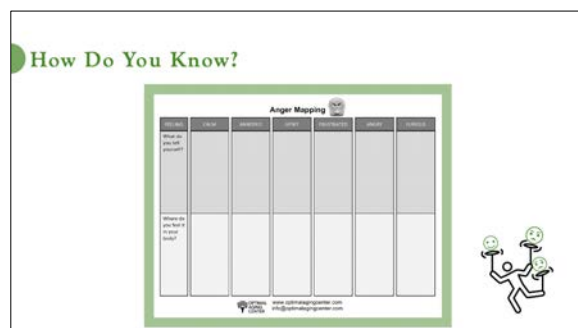 How Do You Know?
Anger Mapping
FEELING CALM ANNOYED UPSET FRUSTRATED ANGRY FURIOUS
What do
you tell
yourself?
Where do
you feel it
in your
body?
OPTIMAL
AGING
CENTER
www.optimalagingcenter.com
info@optimalagingcenter.com